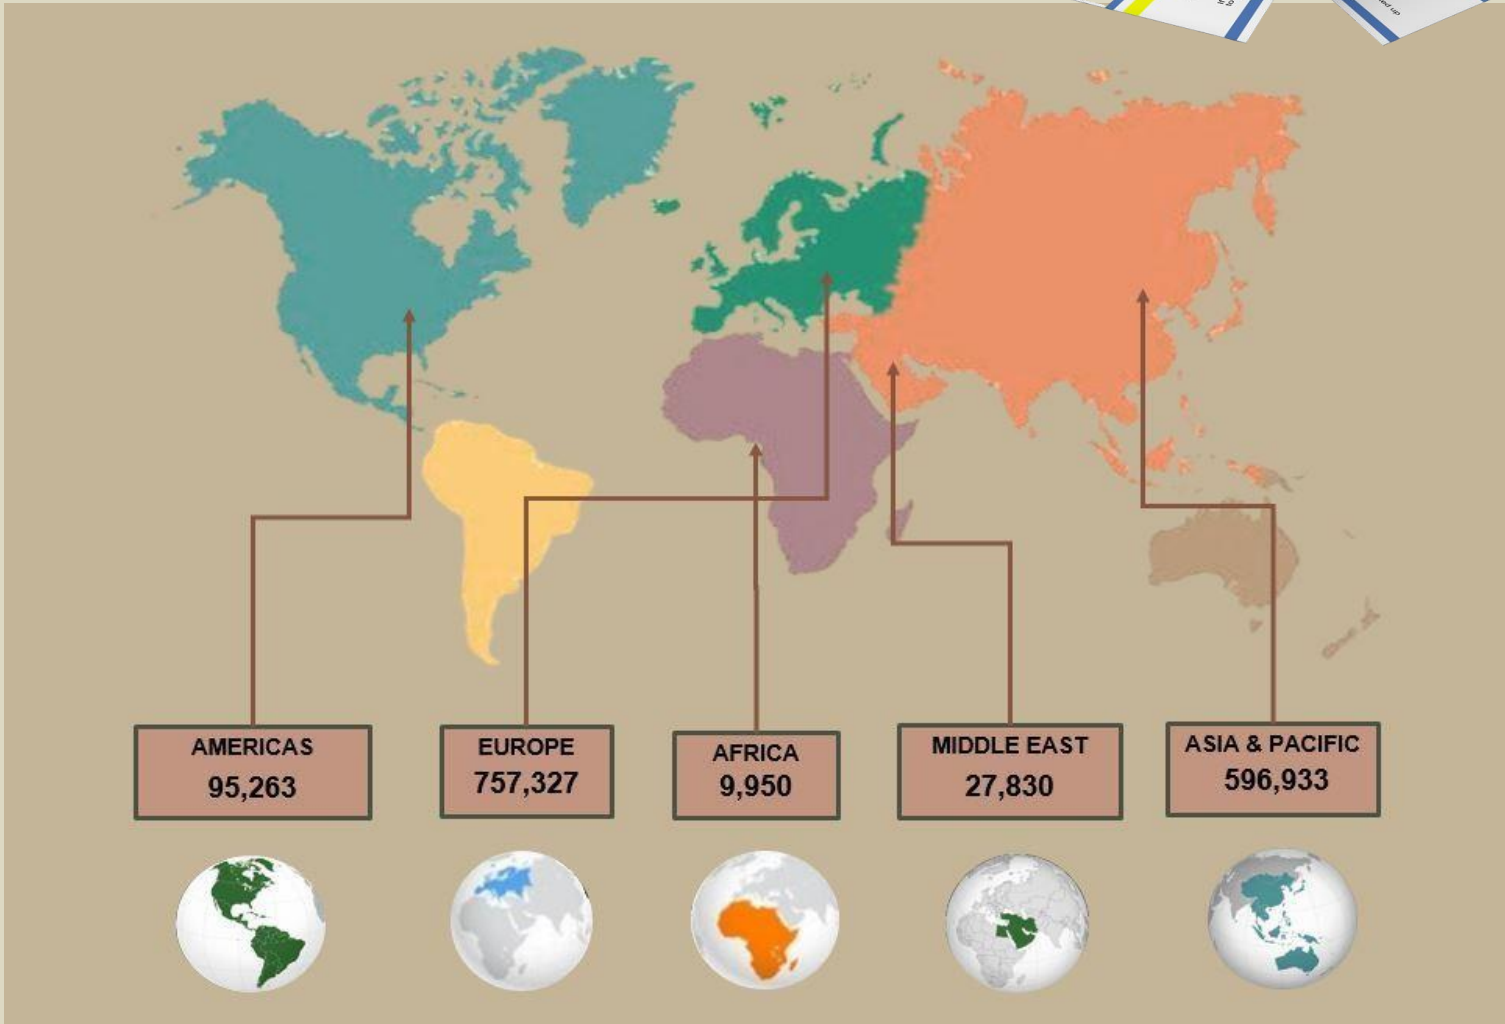 AMERICAS
95,263
EUROPE
757,327
AFRICA
9,950
MIDDLE EAST
27,830
ASIA & PACIFIC
596,933